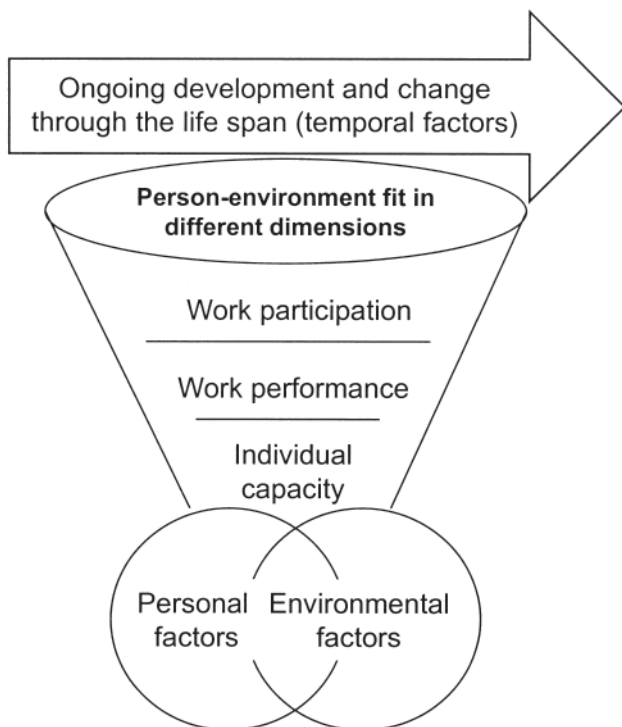 Ongoing development and change
through the life span (temporal factors)
Person-environment fit in
different dimensions
Work participation
Work performance
Individual
capacity
Personal
factors
Environmental
factors